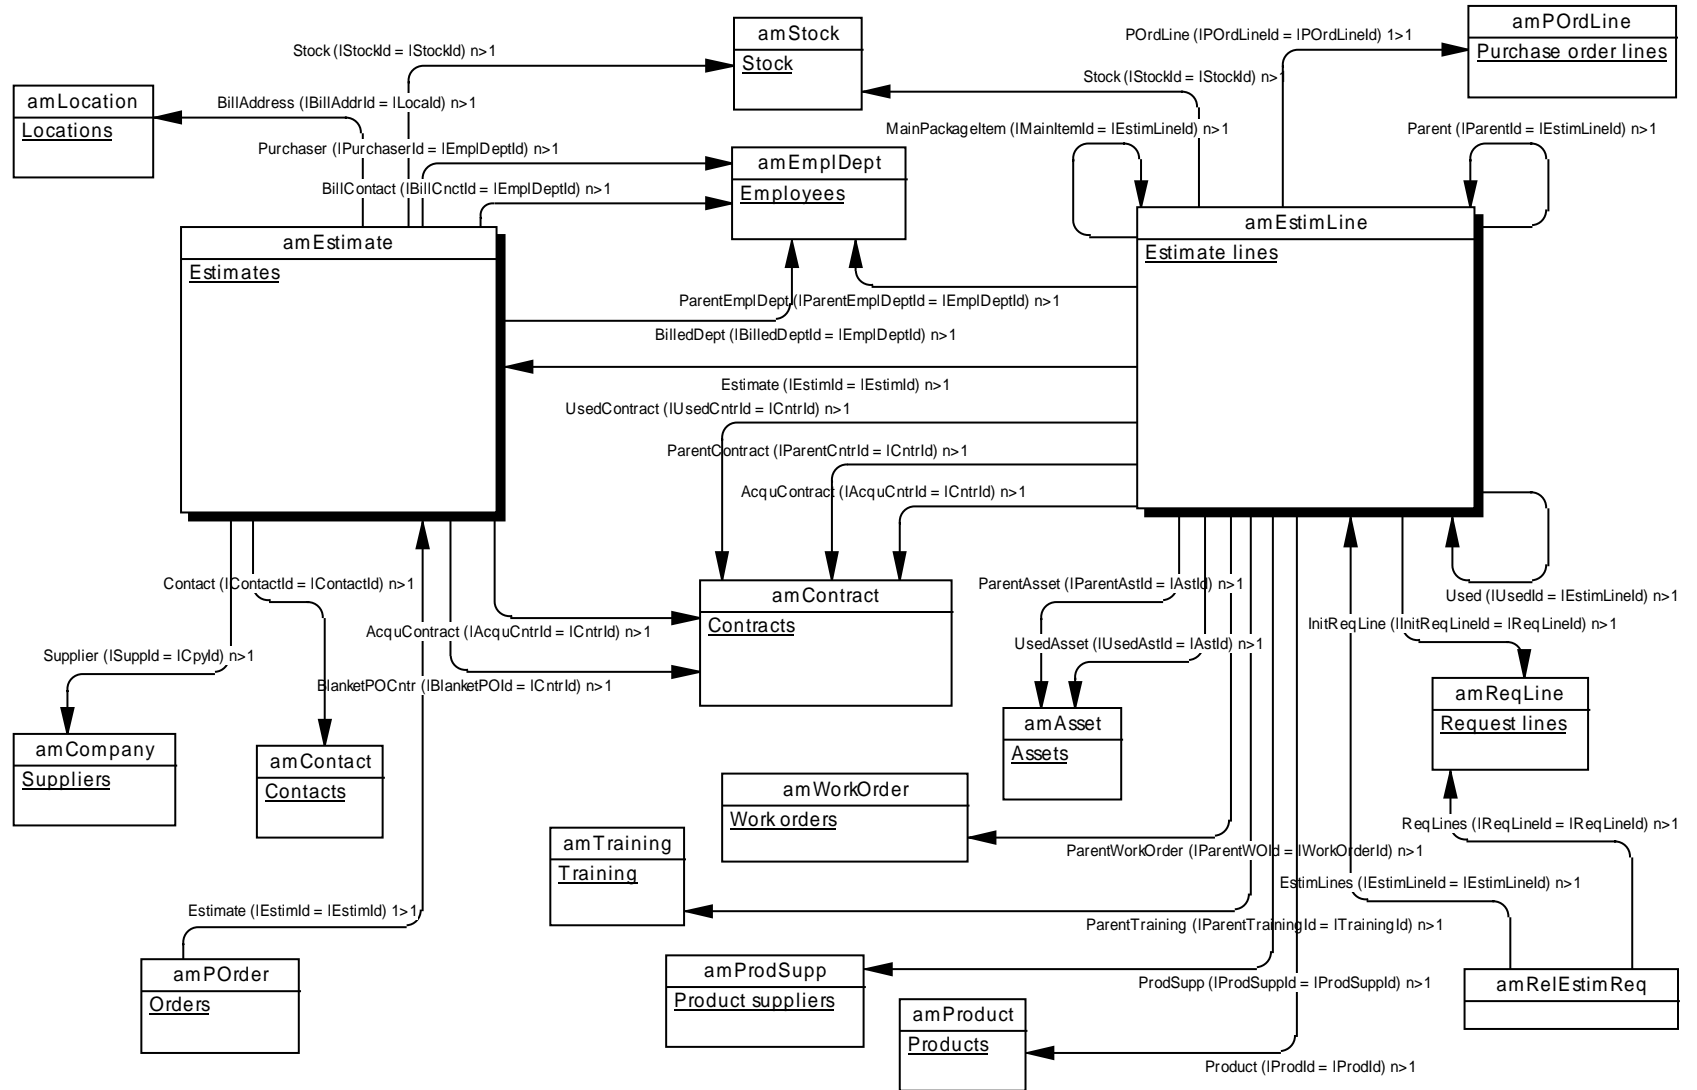 amStock
Stock
amPOrdLine
Purchase order lines
POrdLine (lPOrdLineId = lPOrdLineId) 1>1
Stock (lStockId = lStockId) n>1
Stock (lStockId = lStockId) n>1
amLocation
Locations
BillAddress (lBillAddrId = lLocaId) n>1
MainPackageItem (lMainItemId = lEstimLineId) n>1
Parent (lParentId = lEstimLineId) n>1
Purchaser (lPurchaserId = lEmplDeptId) n>1
amEmplDept
Employees
BillContact (lBillCnctId = lEmplDeptId) n>1
amEstimate
Estimates
amEstimLine
Estimate lines
ParentEmplDept (lParentEmplDeptId = lEmplDeptId) n>1
BilledDept (lBilledDeptId = lEmplDeptId) n>1
Estimate (lEstimId = lEstimId) n>1
UsedContract (lUsedCntrId = lCntrId) n>1
ParentContract (lParentCntrId = lCntrId) n>1
AcquContract (lAcquCntrId = lCntrId) n>1
Contact (lContactId = lContactId) n>1
amContract
Contracts
ParentAsset (lParentAstId = lAstId) n>1
Used (lUsedId = lEstimLineId) n>1
AcquContract (lAcquCntrId = lCntrId) n>1
InitReqLine (lInitReqLineId = lReqLineId) n>1
UsedAsset (lUsedAstId = lAstId) n>1
Supplier (lSuppId = lCpyId) n>1
BlanketPOCntr (lBlanketPOId = lCntrId) n>1
amReqLine
Request lines
amAsset
Assets
amCompany
Suppliers
amContact
Contacts
amWorkOrder
Work orders
amTraining
Training
ReqLines (lReqLineId = lReqLineId) n>1
ParentWorkOrder (lParentWOId = lWorkOrderId) n>1
EstimLines (lEstimLineId = lEstimLineId) n>1
Estimate (lEstimId = lEstimId) 1>1
ParentTraining (lParentTrainingId = lTrainingId) n>1
amPOrder
Orders
amProdSupp
Product suppliers
ProdSupp (lProdSuppId = lProdSuppId) n>1
amRelEstimReq
amProduct
Products
Product (lProdId = lProdId) n>1